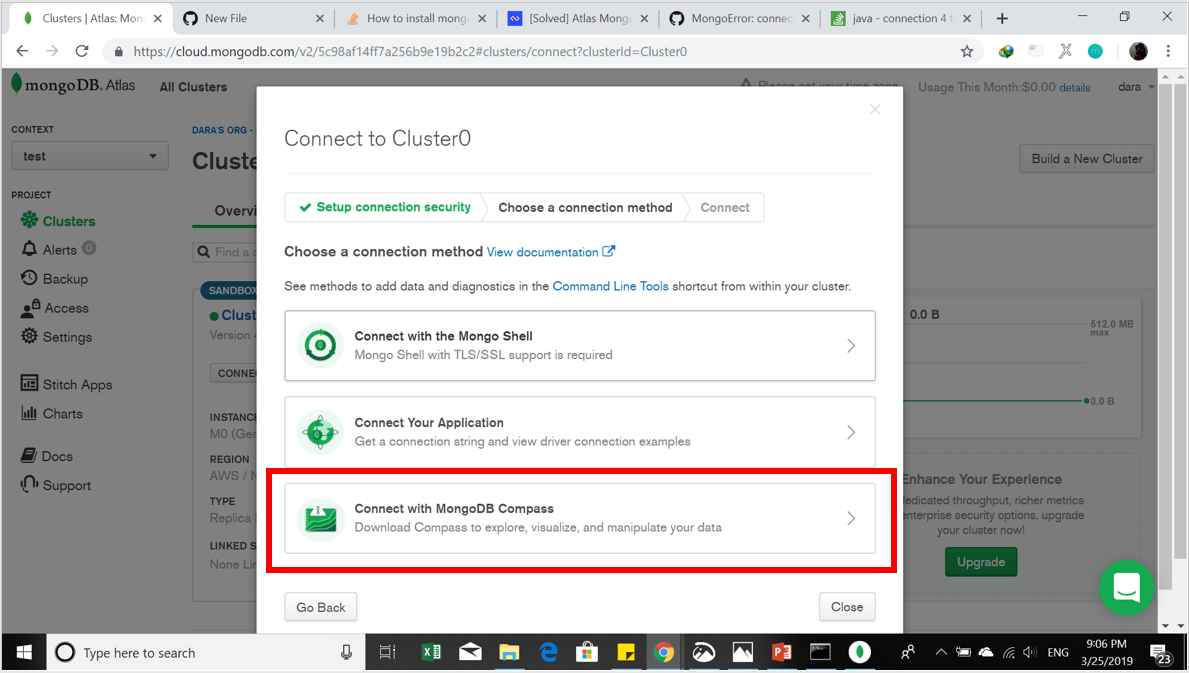 Clusters | Atlas: Mon
New File
How to install mong
[Solved] Atlas Mong
MongoError: connec
java - connection 4 t
https://cloud.mongodb.com/v2/5c98af14ff7a256b9e19b2c2#clusters/connect?clusterId=Cluster0
mongoDB. Atlas
All Clusters
Please set your time zone
Usage This Month:$0.00 details
dara
CONTEXT
test
PROJECT
Clusters
Alerts 0
Backup
Access
Settings
Stitch Apps
Charts
Docs
Support
DARA'S ORG -
Cluste
Build a New Cluster
Overvi
Find a c
SANDBOX
Clust
Version
CONNE
INSTANCE
M0 (Gen
REGION
AWS / N
TYPE
Replica S
LINKED S
None Lin
Connect to Cluster0
Setup connection security
Choose a connection method
Connect
Choose a connection method View documentation
See methods to add data and diagnostics in the Command Line Tools shortcut from within your cluster.
Connect with the Mongo Shell
Mongo Shell with TLS/SSL support is required
Connect Your Application
Get a connection string and view driver connection examples
Connect with MongoDB Compass
Download Compass to explore, visualize, and manipulate your data
Go Back
Close
0.0 B
512.0 MB
max
0.0 B
Enhance Your Experience
dedicated throughput, richer metrics
enterprise security options, upgrade
your cluster now!
Upgrade
Type here to search
ENG
9:06 PM
3/25/2019
23